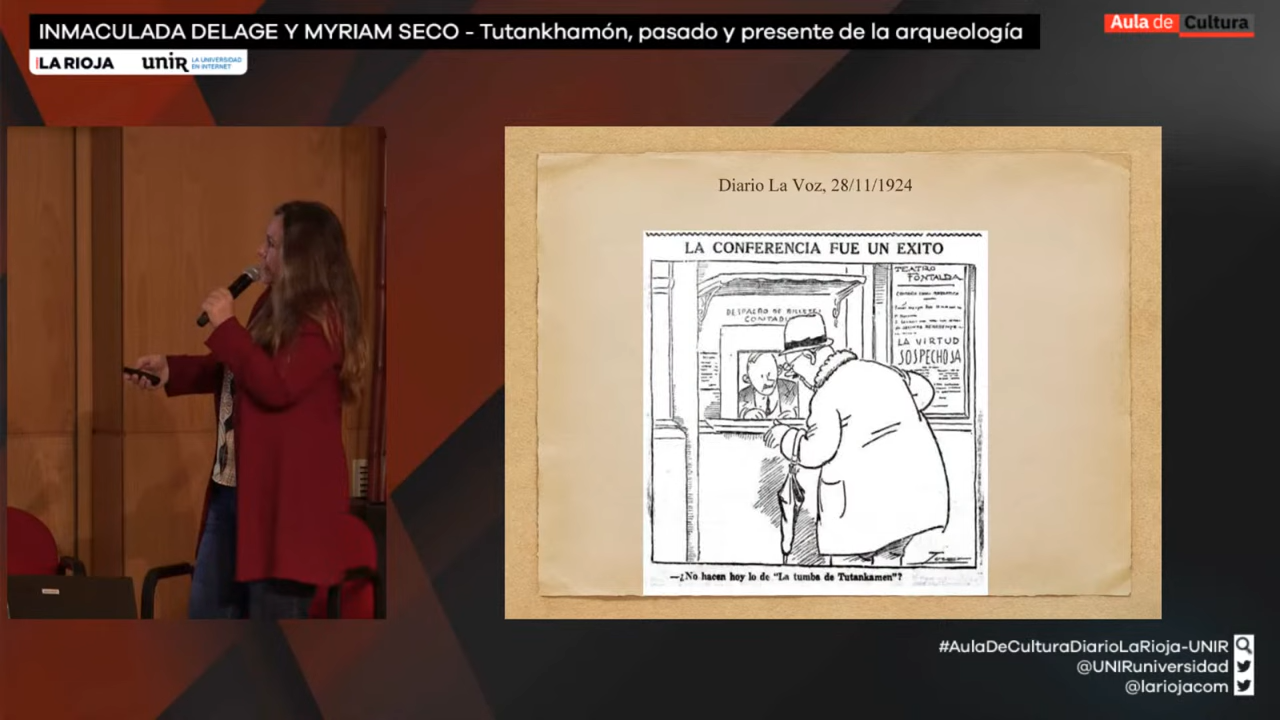 INMACULADA DELAGE Y MYRIAM SECO - Tutankhamón, pasado y presente de la arqueología
Aula de Cultura
LA RIOJA
unir LA UNIVERSIDAD EN INTERNET
Diario La Voz, 28/11/1924
LA CONFERENCIA FUE UN EXITO
TEATRO
FONTALBA
DESPACHO DE BILLETES
LA VIRTUD
SOSPECHOSA
—¿No hacen hoy lo de "La tumba de Tutankamen"?
#AulaDeCulturaDiarioLaRioja-UNIR
@UNIRuniversidad
@lariojacom